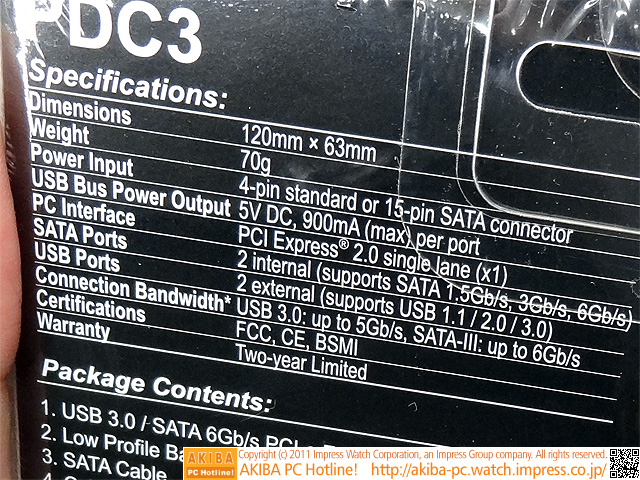 PDC3
Specifications:
Dimensions 120mm × 63mm
Weight 70g
Power Input 4-pin standard or 15-pin SATA connector
USB Bus Power Output 5V DC, 900mA (max) per port
PC Interface PCI Express® 2.0 single lane (x1)
SATA Ports 2 internal (supports SATA 1.5Gb/s, 3Gb/s, 6Gb/s)
USB Ports 2 external (supports USB 1.1 / 2.0 / 3.0)
Connection Bandwidth* USB 3.0: up to 5Gb/s, SATA-III: up to 6Gb/s
Certifications FCC, CE, BSMI
Warranty Two-year Limited
Package Contents:
1. USB 3.0 / SATA 6Gb/s
2. Low Profile
3. SATA Cable
AKIBA PC Hotline!
Copyright (c) 2011 Impress Watch Corporation, an Impress Group company. All rights reserved.
AKIBA PC Hotline! http://akiba-pc.watch.impress.co.jp/